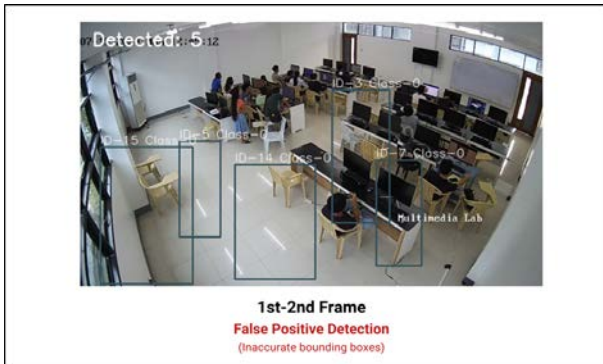 Detected: 5
ID-3 Class-0
ID-5 Class-0
ID-15 Class-0
ID-14 Class-0
ID-7 Class-0
Multimedia Lab
1st-2nd Frame
False Positive Detection
(Inaccurate bounding boxes)